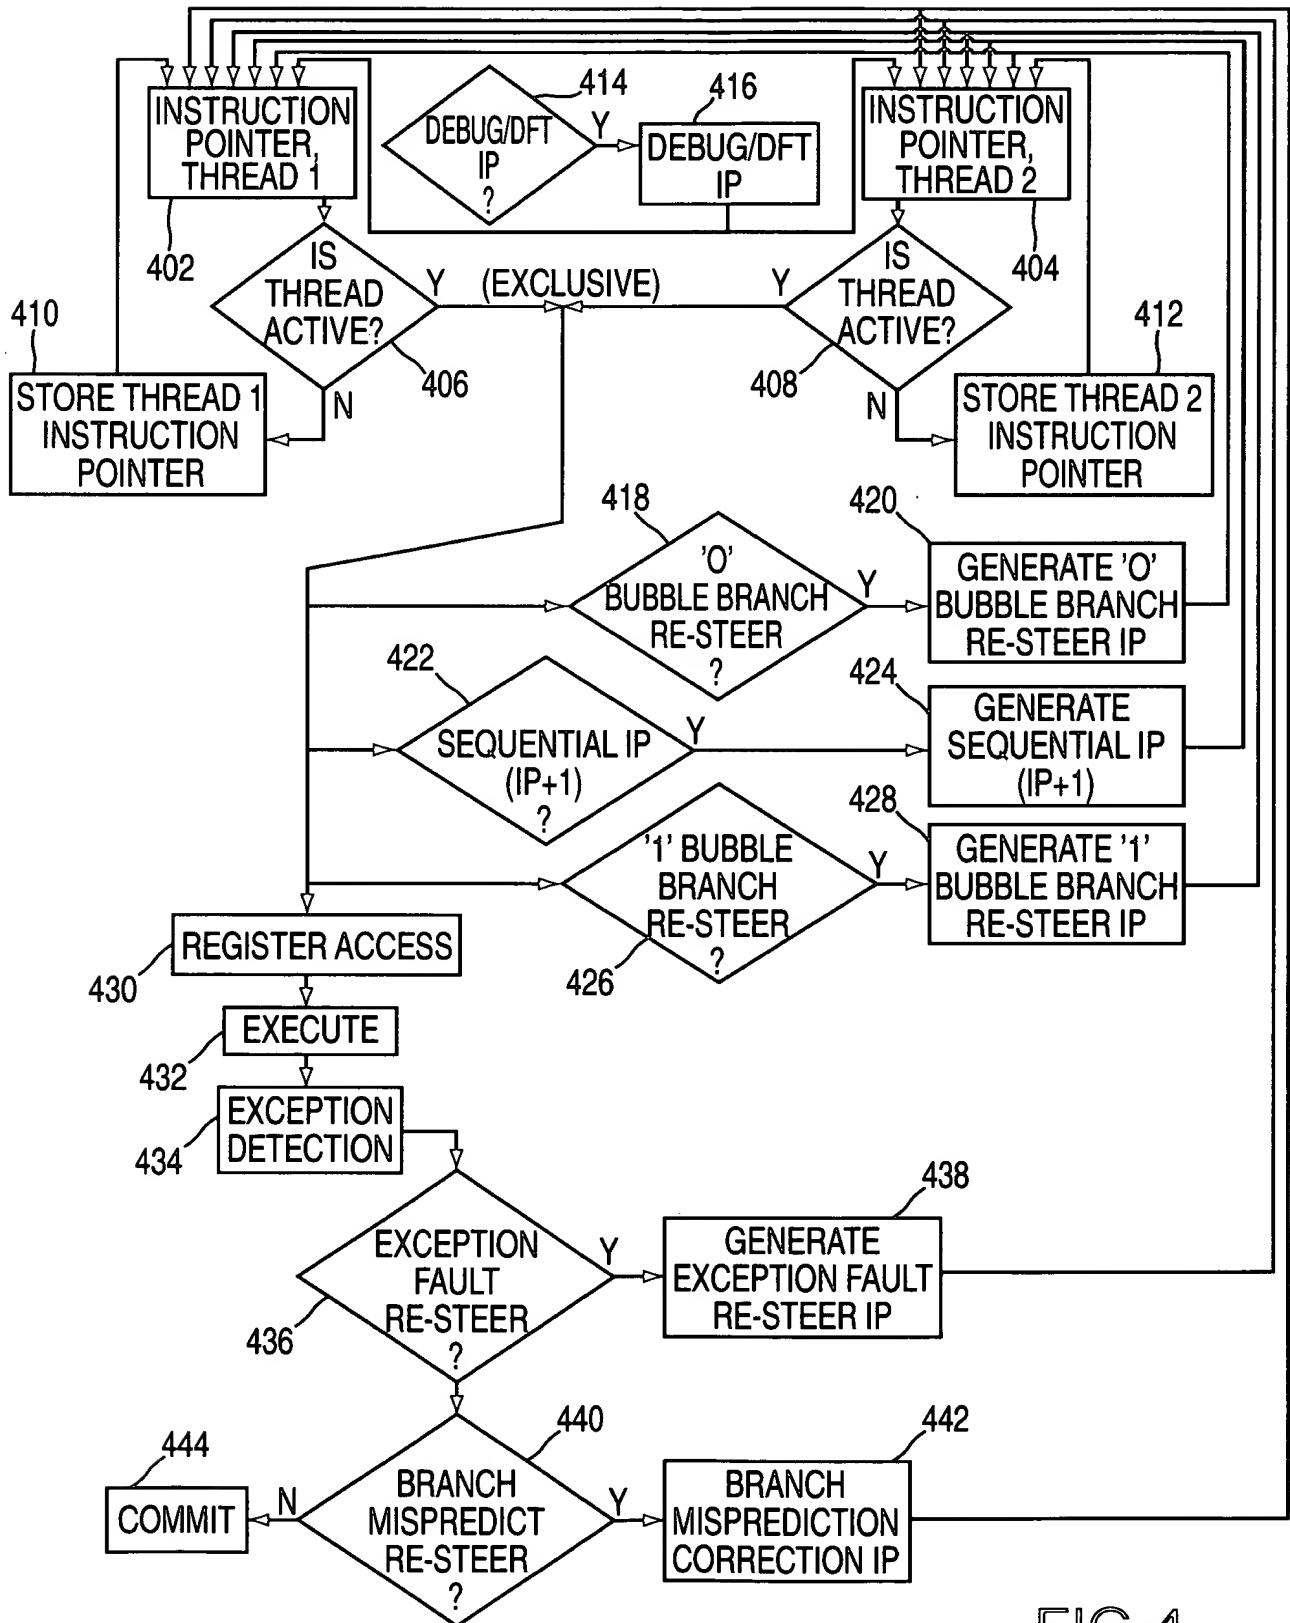 414
416
INSTRUCTION
POINTER,
THREAD 1
DEBUG/DFT
IP
?
Y
DEBUG/DFT
IP
INSTRUCTION
POINTER,
THREAD 2
402
404
IS
THREAD
ACTIVE?
Y
(EXCLUSIVE)
Y
IS
THREAD
ACTIVE?
410
412
406
408
N
N
STORE THREAD 1
INSTRUCTION
POINTER
STORE THREAD 2
INSTRUCTION
POINTER
418
420
'O'
BUBBLE BRANCH
RE-STEER
?
Y
GENERATE 'O'
BUBBLE BRANCH
RE-STEER IP
422
424
SEQUENTIAL IP
(IP+1)
?
Y
GENERATE
SEQUENTIAL IP
(IP+1)
428
'1' BUBBLE
BRANCH
RE-STEER
?
Y
GENERATE '1'
BUBBLE BRANCH
RE-STEER IP
426
REGISTER ACCESS
430
EXECUTE
432
EXCEPTION
DETECTION
434
438
EXCEPTION
FAULT
RE-STEER
?
Y
GENERATE
EXCEPTION FAULT
RE-STEER IP
436
440
442
444
COMMIT
N
BRANCH
MISPREDICT
RE-STEER
?
Y
BRANCH
MISPREDICTION
CORRECTION IP